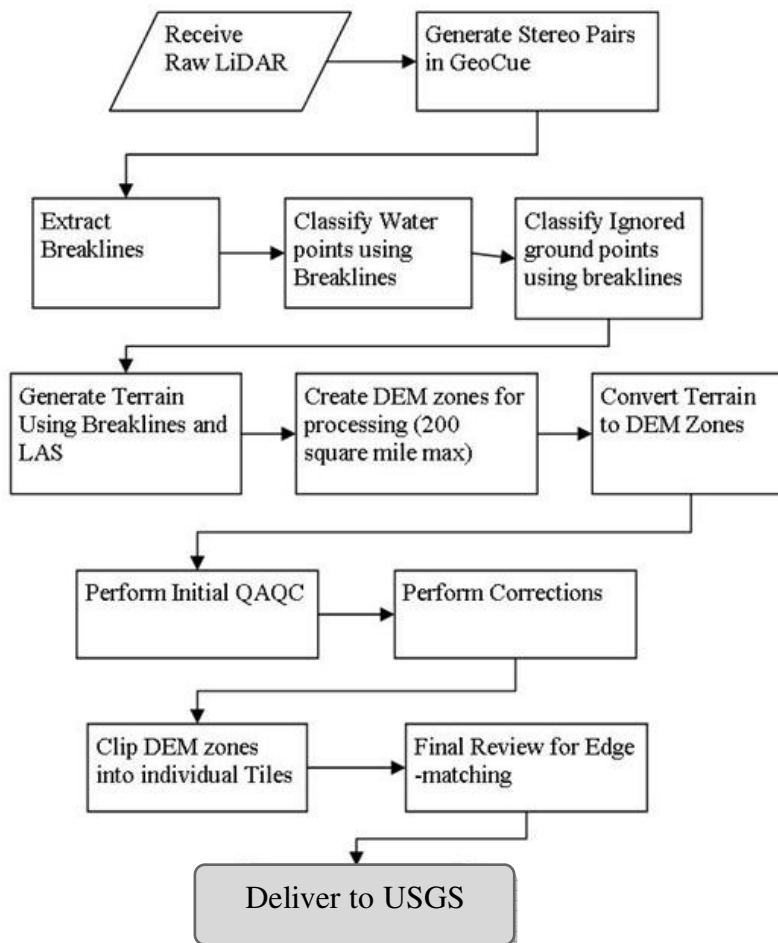 Receive
Raw LiDAR
Generate Stereo Pairs
in GeoCue
Extract
Breaklines
Classify Water
points using
Breaklines
Classify Ignored
ground points
using breaklines
Generate Terrain
Using Breaklines and
LAS
Create DEM zones for
processing (200
square mile max)
Convert Terrain
to DEM Zones
Perform Initial QAQC
Perform Corrections
Clip DEM zones
into individual Tiles
Final Review for Edge
-matching
Deliver to USGS